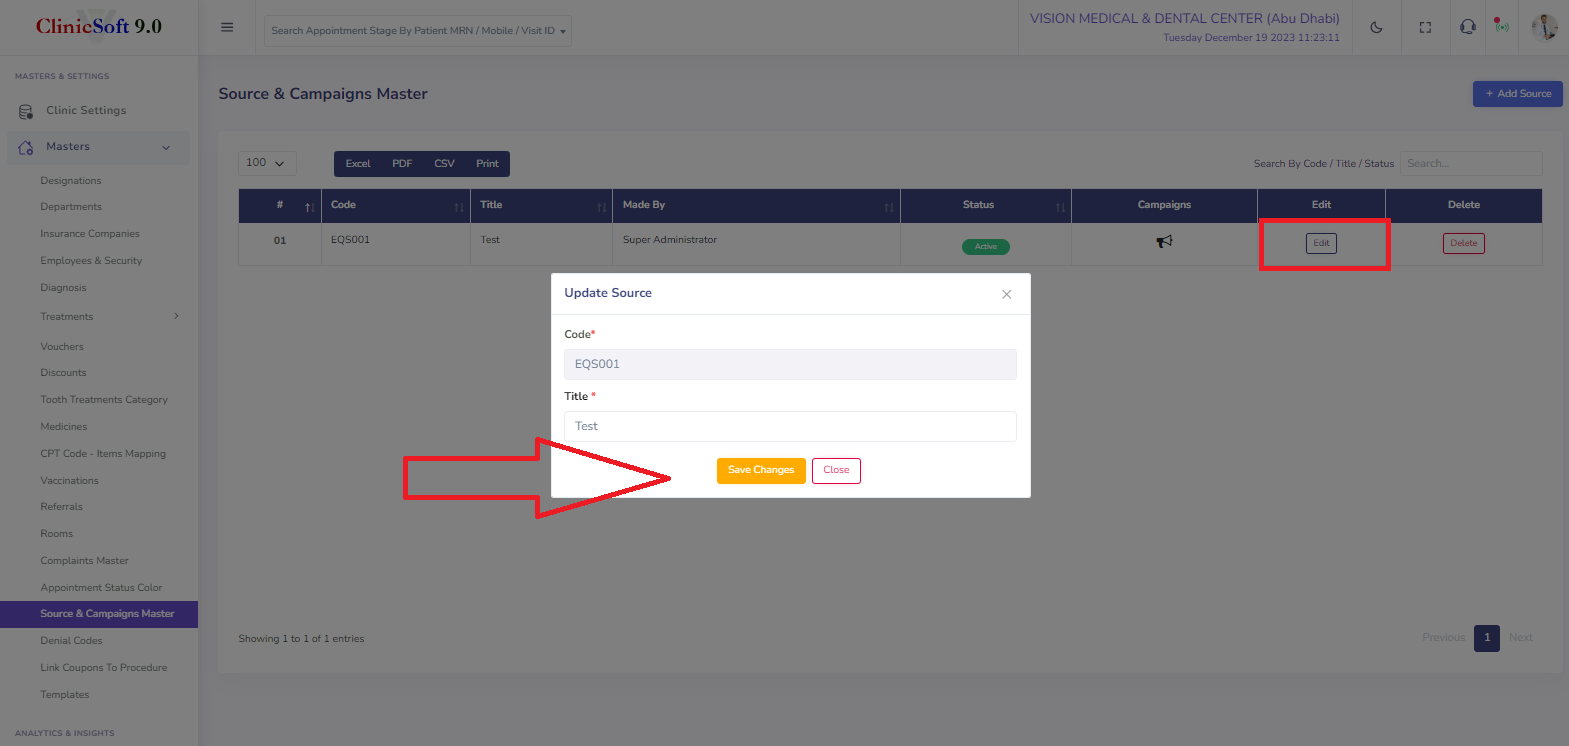 ClinicSoft 9.0
Search Appointment Stage By Patient MRN / Mobile / Visit ID
VISION MEDICAL & DENTAL CENTER (Abu Dhabi)
Tuesday December 19 2023 11:23:11
MASTERS & SETTINGS
Clinic Settings
Masters
Designations
Departments
Insurance Companies
Employees & Security
Diagnosis
Treatments
Vouchers
Discounts
Tooth Treatments Category
Medicines
CPT Code - Items Mapping
Vaccinations
Referrals
Rooms
Complaints Master
Appointment Status Color
Source & Campaigns Master
Denial Codes
Link Coupons To Procedure
Templates
ANALYTICS & INSIGHTS
Source & Campaigns Master
+ Add Source
100
Excel PDF CSV Print
Search By Code / Title / Status Search...
# Code Title Made By Status Campaigns Edit Delete
01 EQS001 Test Super Administrator Active Edit Delete
Update Source
Code*
EQS001
Title *
Test
Save Changes Close
Showing 1 to 1 of 1 entries
Previous 1 Next